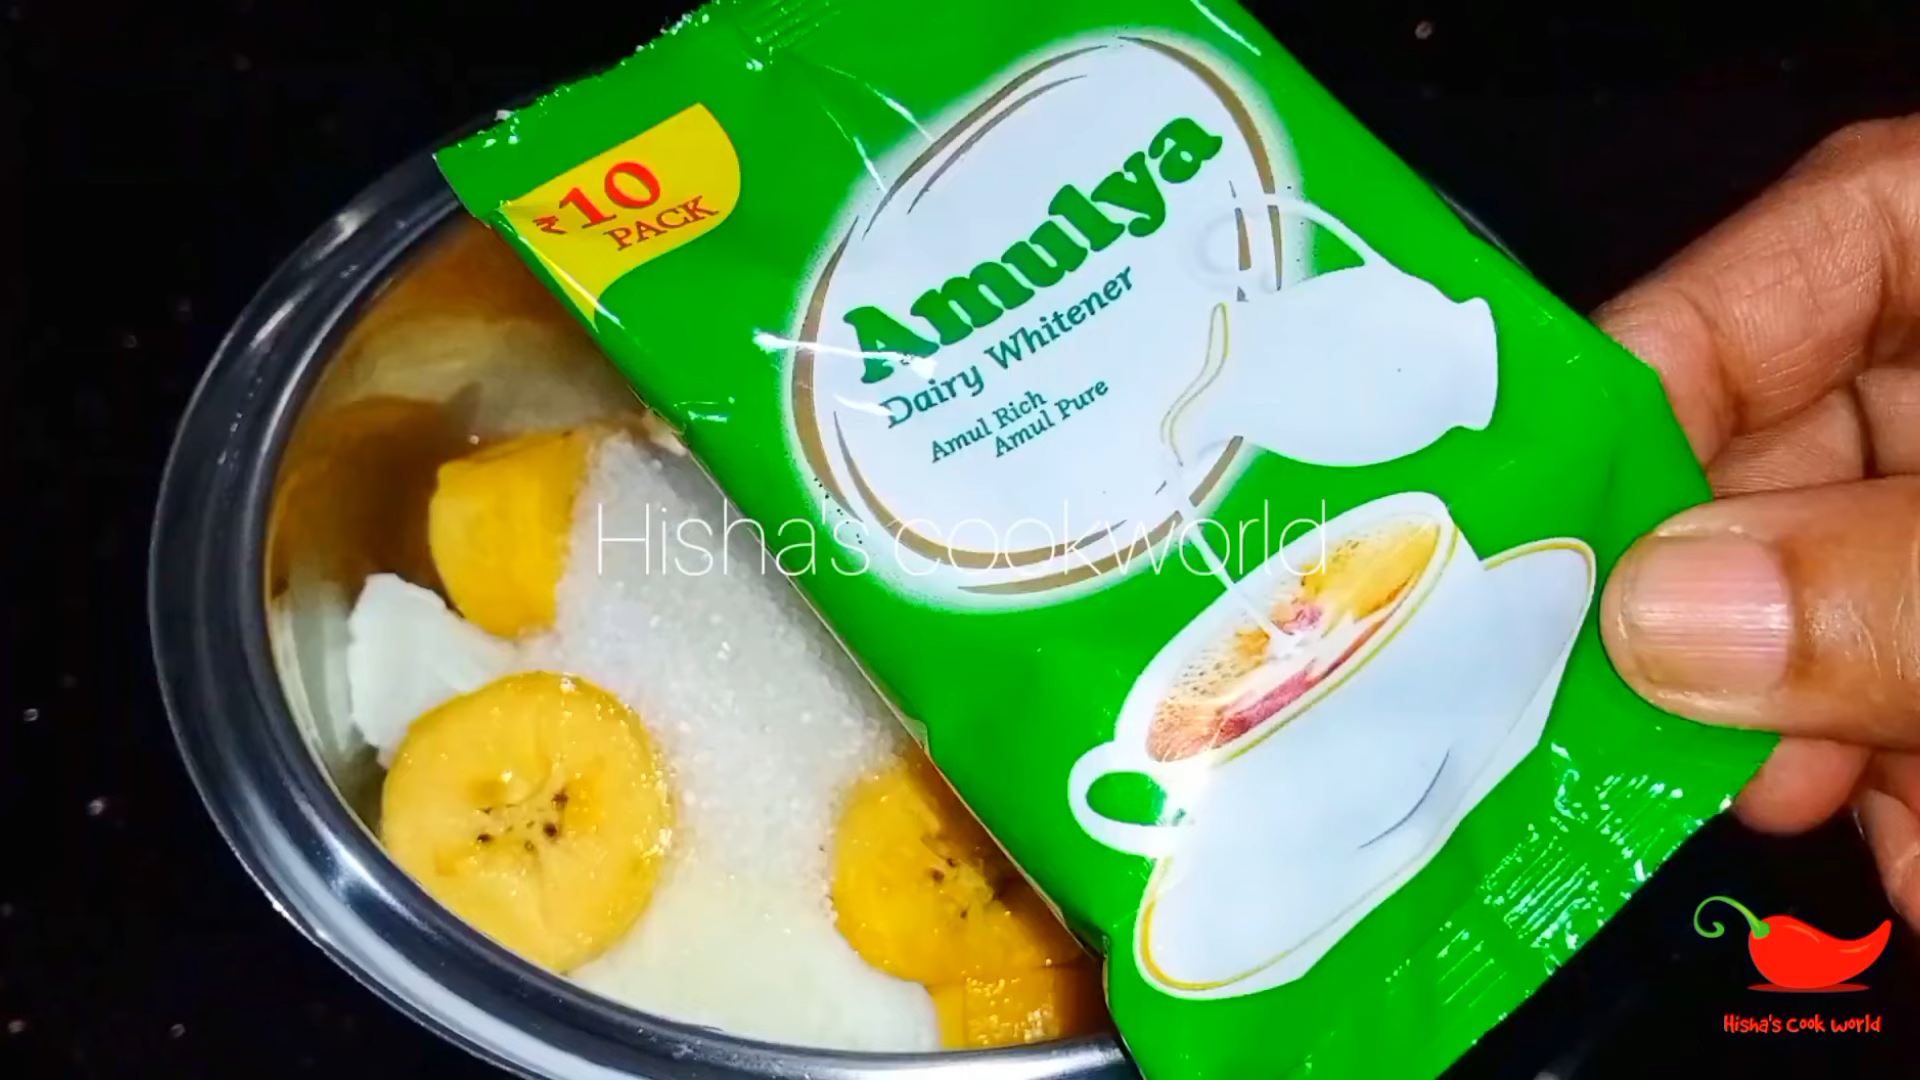 ₹10
PACK
Amulya
Dairy Whitener
Amul Rich
Amul Pure
Hisha's cookworld
Hisha's Cook world